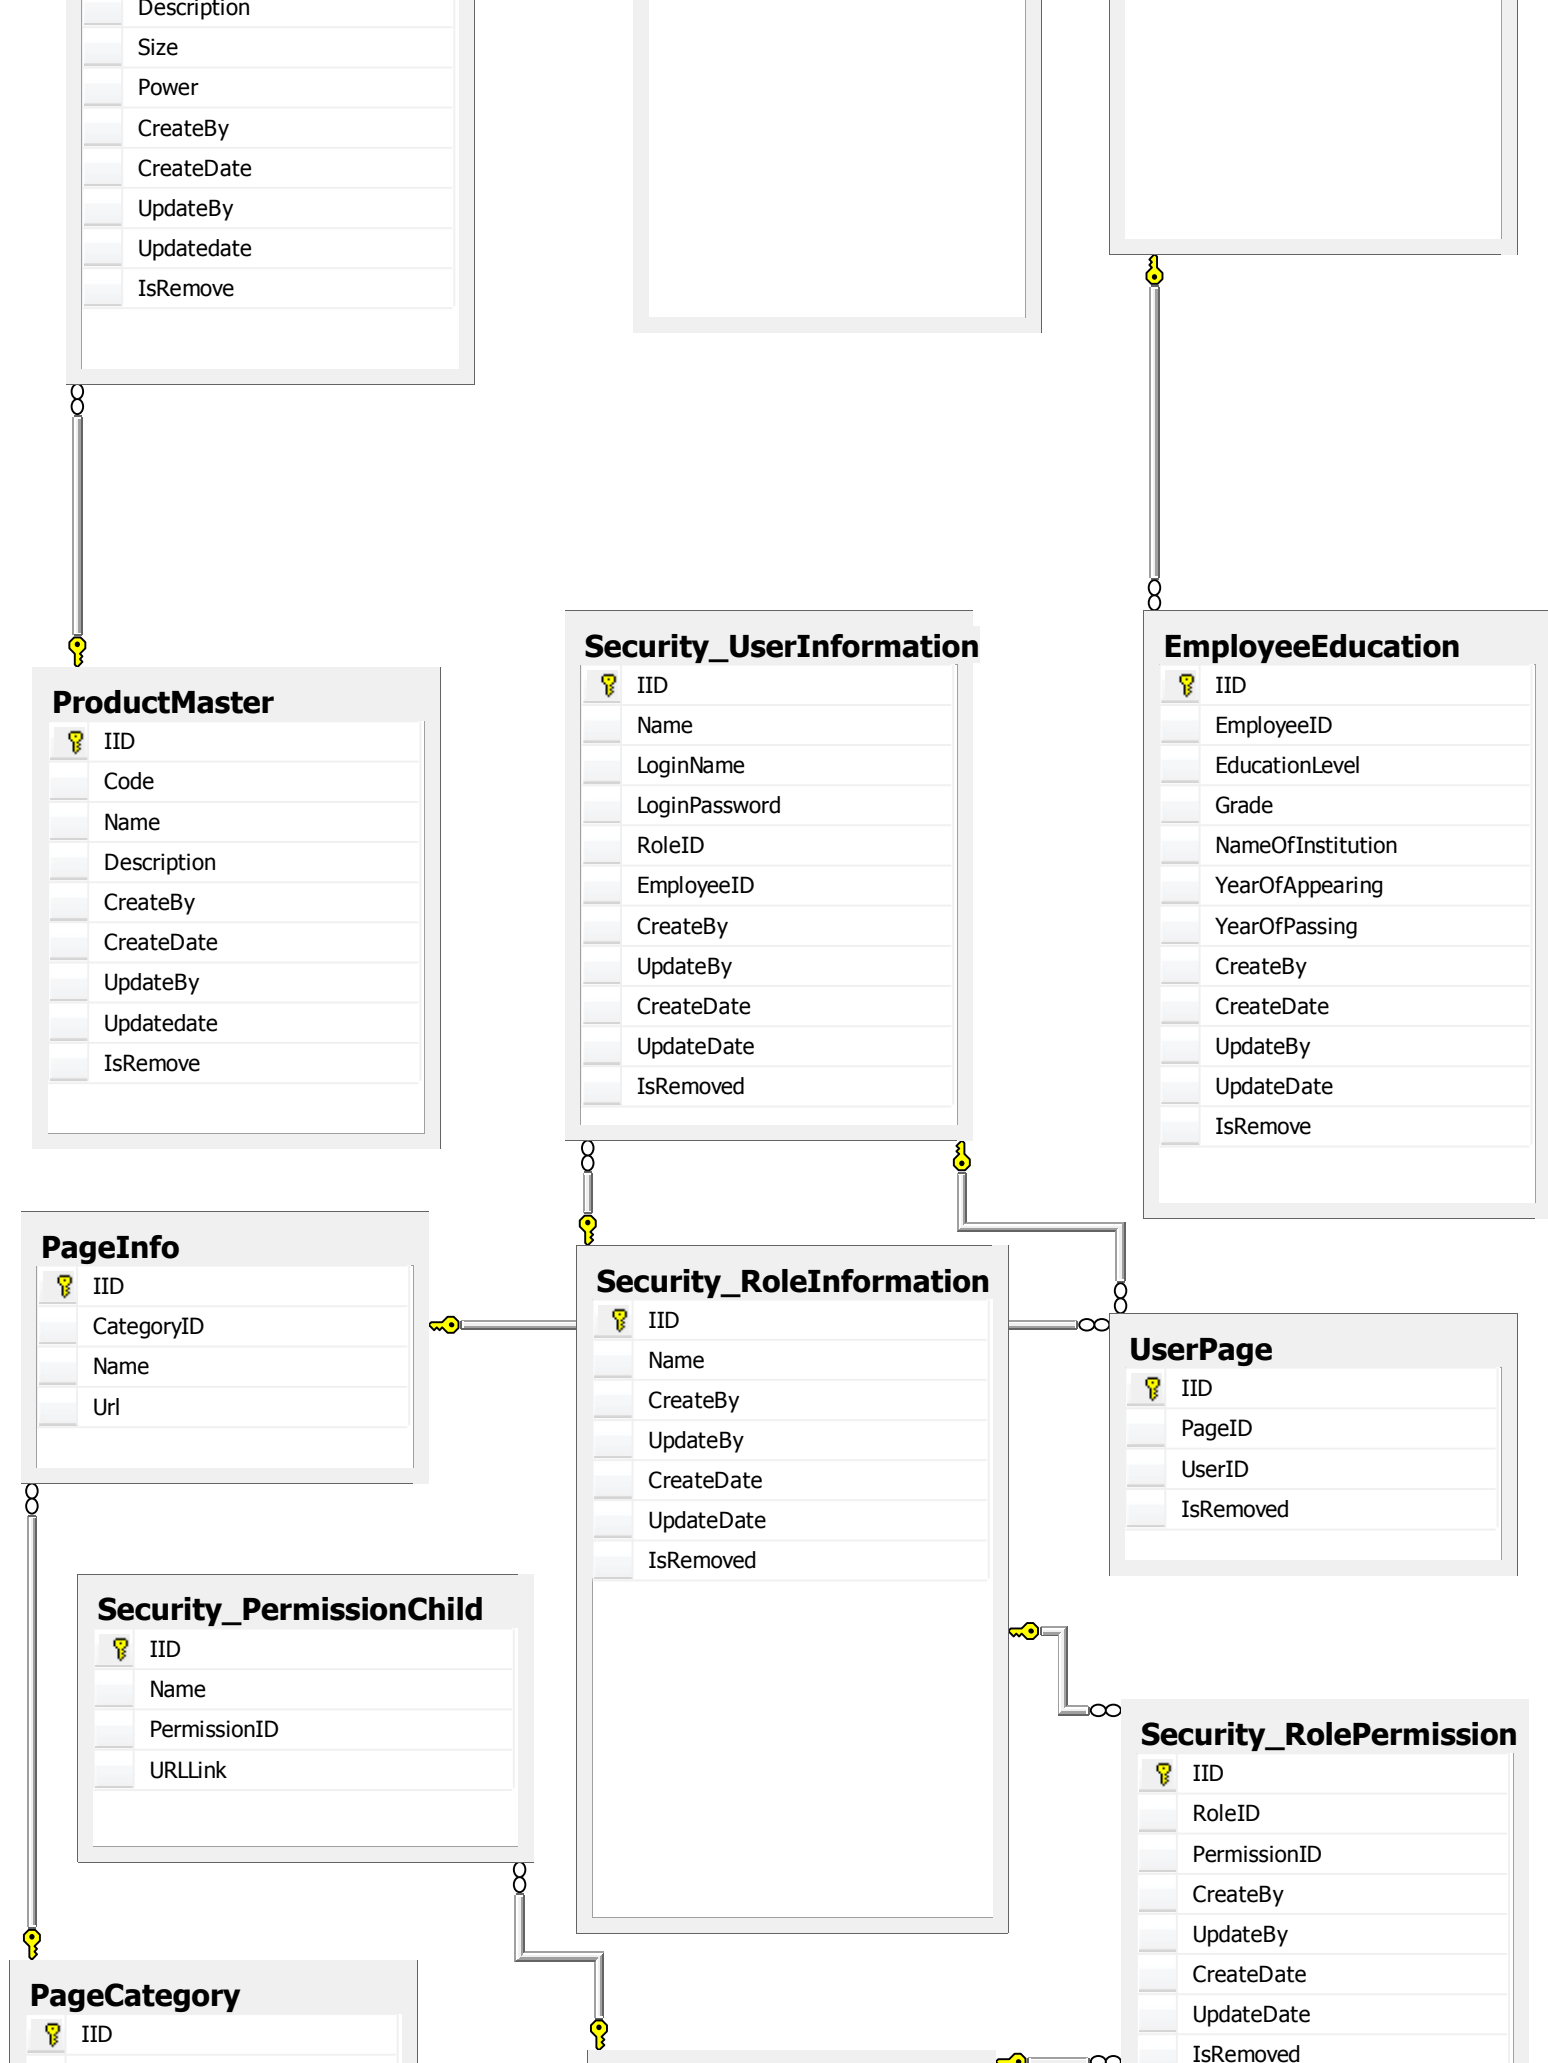 Description
Size
Power
CreateBy
CreateDate
UpdateBy
Updatedate
IsRemove
ProductMaster
IID
Code
Name
Description
CreateBy
CreateDate
UpdateBy
Updatedate
IsRemove
Security_UserInformation
IID
Name
LoginName
LoginPassword
RoleID
EmployeeID
CreateBy
UpdateBy
CreateDate
UpdateDate
IsRemoved
EmployeeEducation
IID
EmployeeID
EducationLevel
Grade
NameOfInstitution
YearOfAppearing
YearOfPassing
CreateBy
CreateDate
UpdateBy
UpdateDate
IsRemove
PageInfo
IID
CategoryID
Name
Url
Security_RoleInformation
IID
Name
CreateBy
UpdateBy
CreateDate
UpdateDate
IsRemoved
UserPage
IID
PageID
UserID
IsRemoved
Security_PermissionChild
IID
Name
PermissionID
URLLink
Security_RolePermission
IID
RoleID
PermissionID
CreateBy
UpdateBy
CreateDate
UpdateDate
IsRemoved
PageCategory
IID